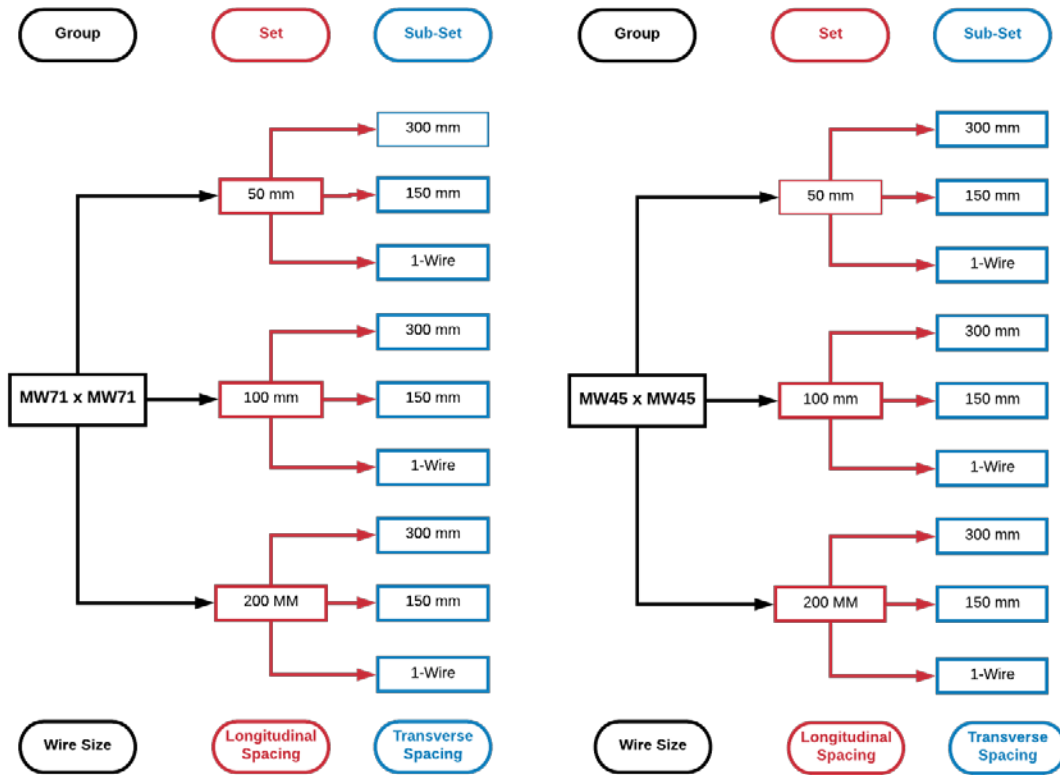 Group
Set
Sub-Set
300 mm
50 mm
150 mm
1-Wire
300 mm
MW71 x MW71
100 mm
150 mm
1-Wire
300 mm
200 MM
150 mm
1-Wire
Wire Size
Longitudinal
Spacing
Transverse
Spacing
Group
Set
Sub-Set
300 mm
50 mm
150 mm
1-Wire
300 mm
MW45 x MW45
100 mm
150 mm
1-Wire
300 mm
200 MM
150 mm
1-Wire
Wire Size
Longitudinal
Spacing
Transverse
Spacing